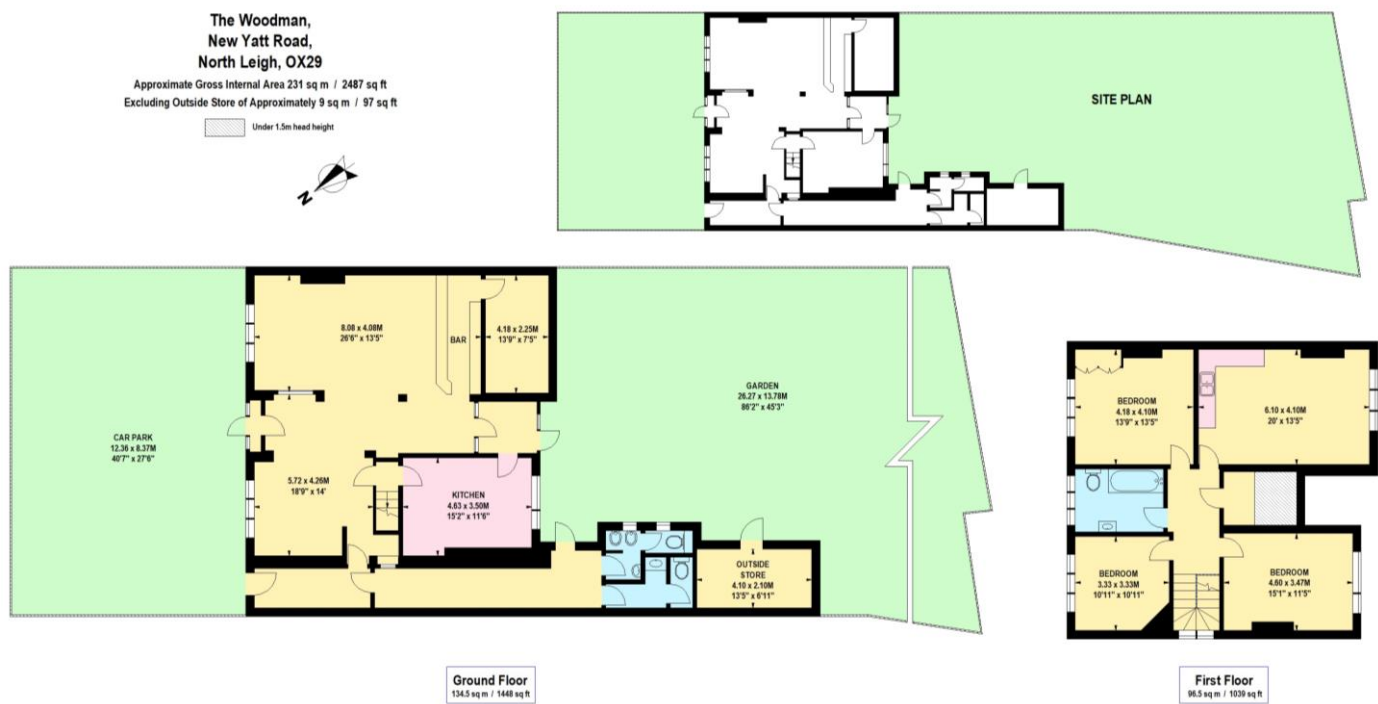 The Woodman,
New Yatt Road,
North Leigh, OX29
Approximate Gross Internal Area 231 sq m / 2487 sq ft
Excluding Outside Store of Approximately 9 sq m / 97 sq ft
Under 1.5m head height
N
SITE PLAN
CAR PARK
12.36 x 8.37M
40'7" x 27'6"
8.08 x 4.08M
26'6" x 13'5"
BAR
4.18 x 2.25M
13'9" x 7'5"
5.72 x 4.26M
18'9" x 14'
KITCHEN
4.63 x 3.50M
15'2" x 11'6"
GARDEN
26.27 x 13.78M
86'2" x 45'3"
OUTSIDE
STORE
4.10 x 2.10M
13'5" x 6'11"
Ground Floor
134.5 sq m / 1448 sq ft
BEDROOM
4.18 x 4.10M
13'9" x 13'5"
6.10 x 4.10M
20' x 13'5"
BEDROOM
3.33 x 3.33M
10'11" x 10'11"
BEDROOM
4.60 x 3.47M
15'1" x 11'5"
First Floor
96.5 sq m / 1039 sq ft